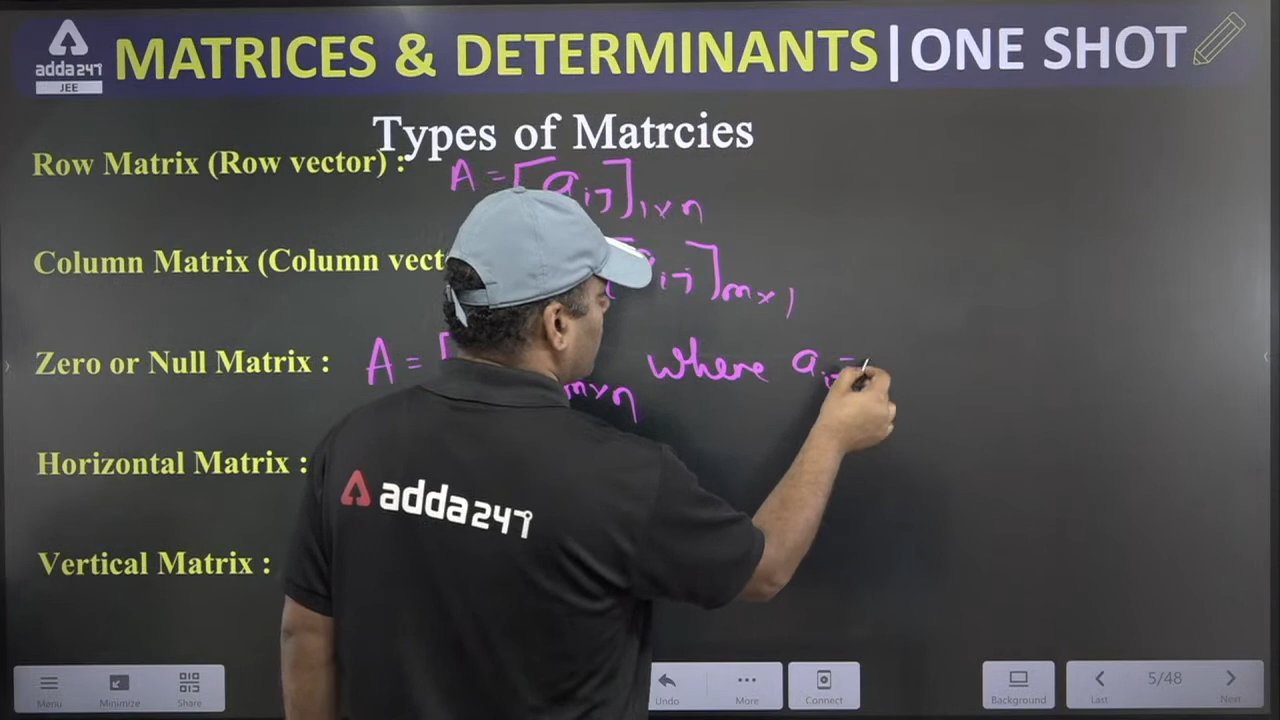 adda247
JEE
MATRICES & DETERMINANTS | ONE SHOT
Types of Matrcies
Row Matrix (Row vector) : A = [aij]1×n
Column Matrix (Column vect ij]m×1
Zero or Null Matrix : A = [ m×n where ai
Horizontal Matrix :
adda247
Vertical Matrix :
Menu Minimize Share Undo More Connect Background Last 5/48 Next